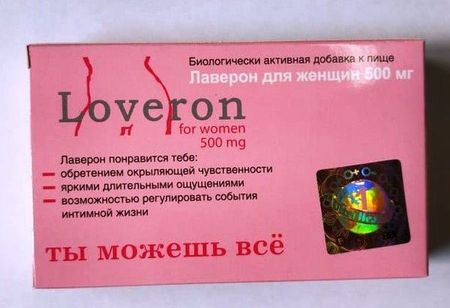 Биологически активная добавка к пище
Лаверон для женщин 500 мг
Loveron
for women
500 mg
Лаверон понравится тебе:
обретением окрыляющей чувственности
яркими длительными ощущениями
возможностью регулировать события
интимной жизни
ты можешь всё